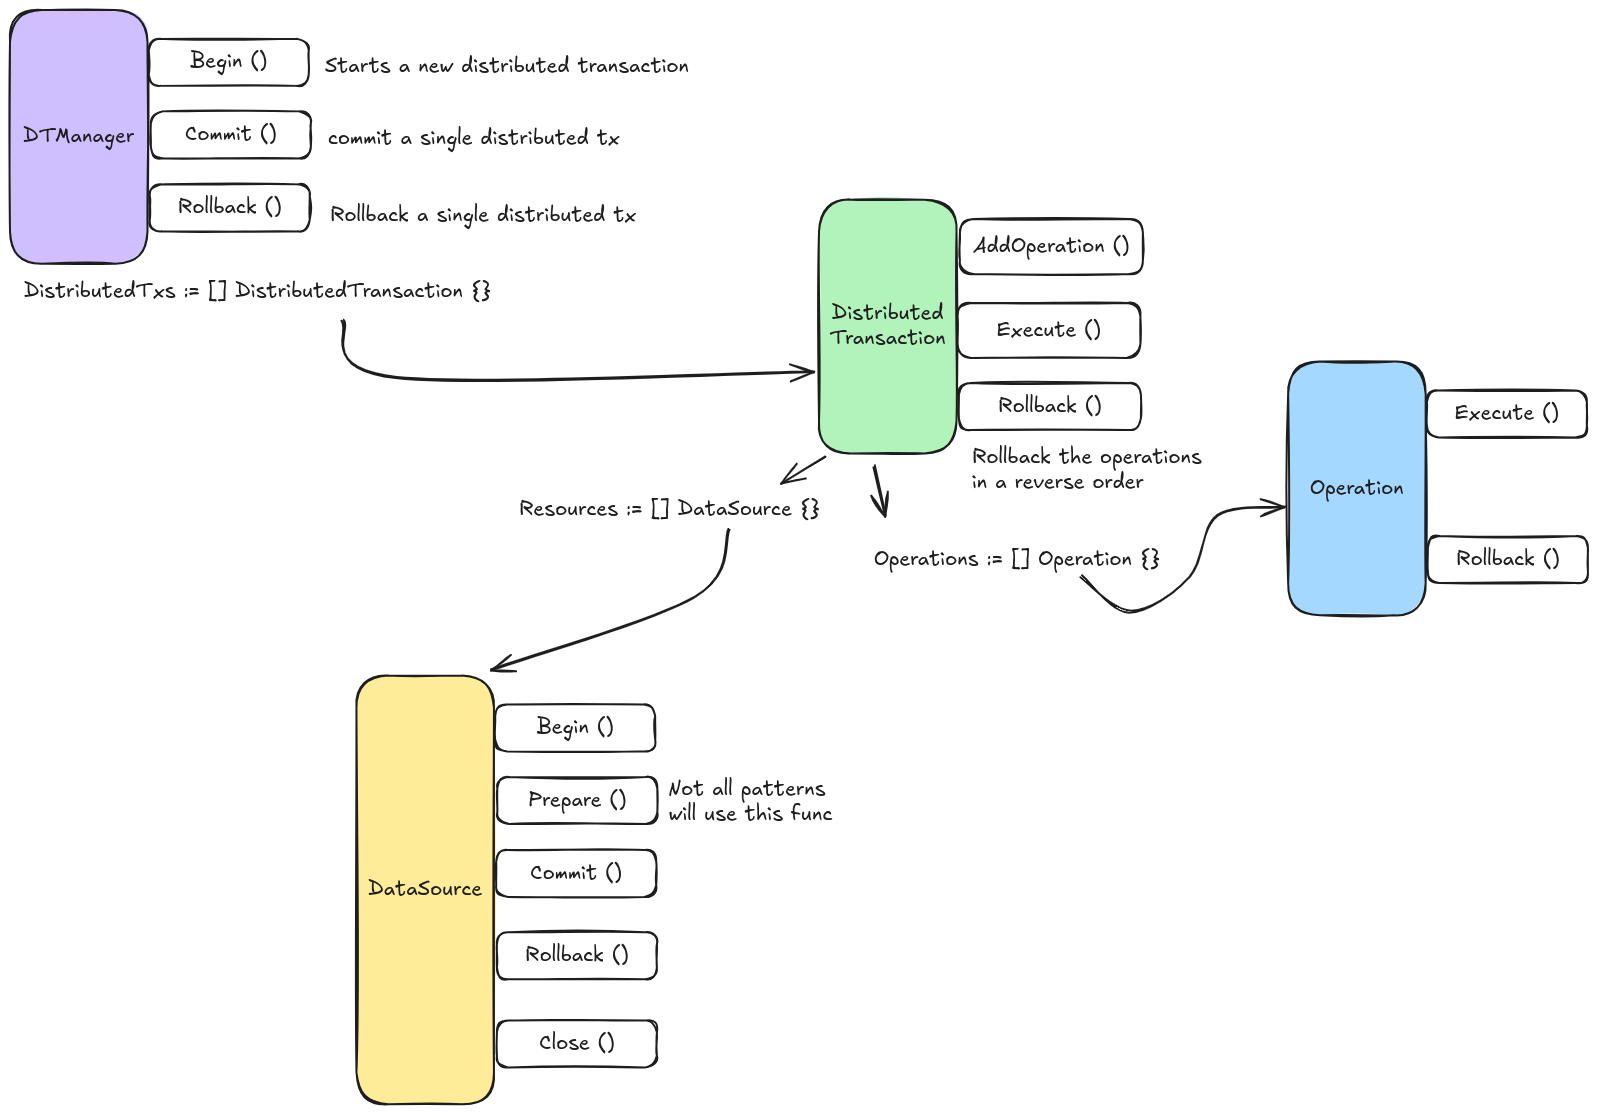 DTManager
Begin ()
Starts a new distributed transaction
Commit ()
commit a single distributed tx
Rollback ()
Rollback a single distributed tx
DistributedTxs := [] DistributedTransaction {}
Distributed
Transaction
AddOperation ()
Execute ()
Rollback ()
Rollback the operations
in a reverse order
Resources := [] DataSource {}
Operations := [] Operation {}
Operation
Execute ()
Rollback ()
DataSource
Begin ()
Prepare ()
Not all patterns
will use this func
Commit ()
Rollback ()
Close ()